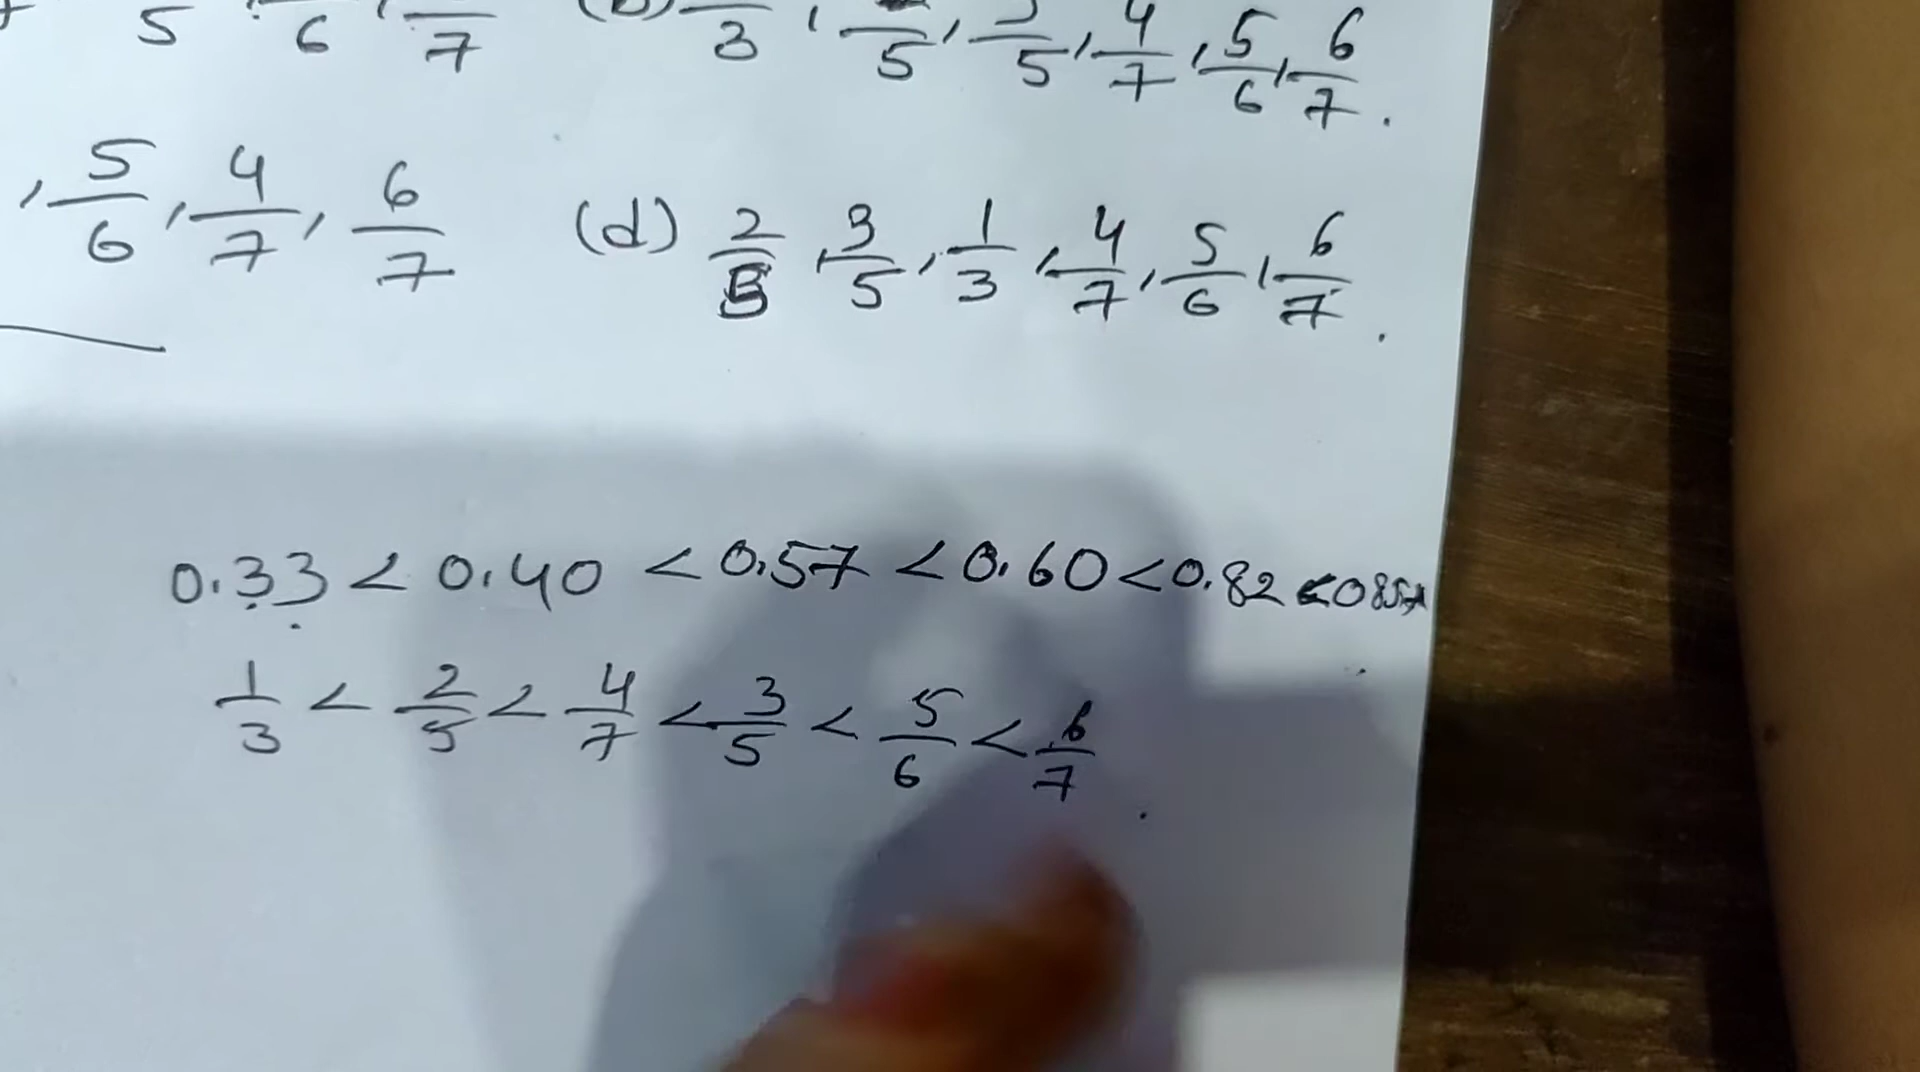 5 6 7 (b) 3 , 5 , 5 , 4/7 , 5/6 , 6/7 .
, 5/6 , 4/7 , 6/7 (d) 2/5 , 3/5 , 1/3 , 4/7 , 5/6 , 6/7 .
0.33 < 0.40 < 0.57 < 0.60 < 0.82 <
1/3 < 2/5 < 4/7 < 3/5 < 5/6 < 6/7 .